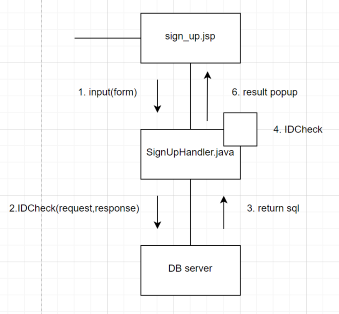 sign_up.jsp
1. input(form)
6. result popup
4. IDCheck
SignUpHandler.java
2.IDCheck(request,response)
3. return sql
DB server